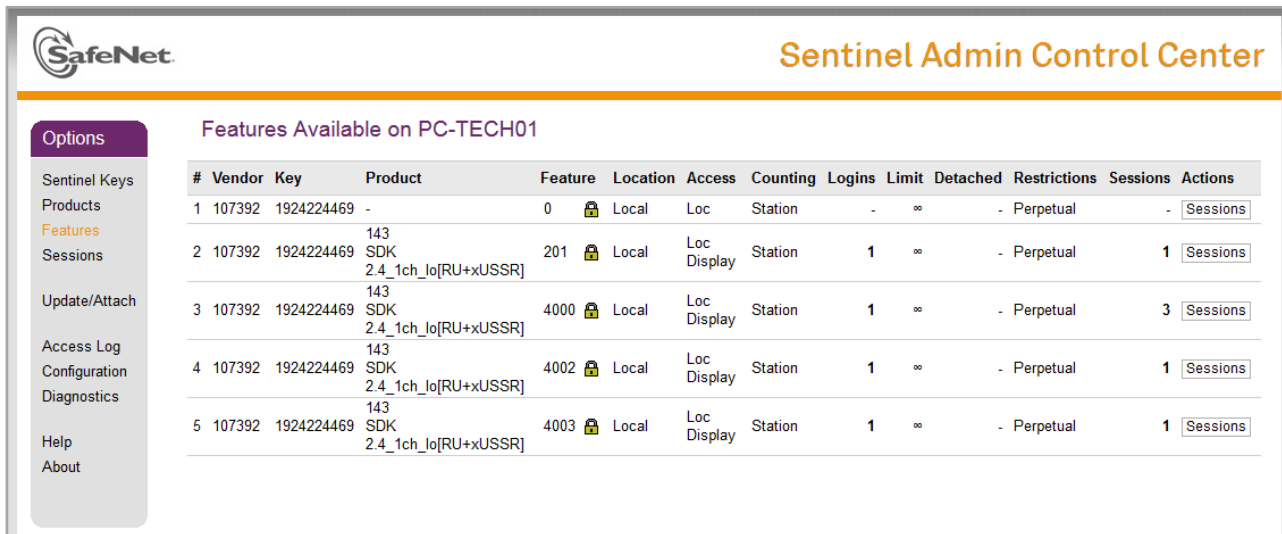 SafeNet.
Sentinel Admin Control Center
Options
Sentinel Keys
Products
Features
Sessions
Update/Attach
Access Log
Configuration
Diagnostics
Help
About
Features Available on PC-TECH01
# Vendor Key Product Feature Location Access Counting Logins Limit Detached Restrictions Sessions Actions
1 107392 1924224469 - 0 Local Loc Station - ∞ - Perpetual - Sessions
143
2 107392 1924224469 SDK 201 Local Loc Display Station 1 ∞ - Perpetual 1 Sessions
2.4_1ch_lo[RU+xUSSR]
143
3 107392 1924224469 SDK 4000 Local Loc Display Station 1 ∞ - Perpetual 3 Sessions
2.4_1ch_lo[RU+xUSSR]
143
4 107392 1924224469 SDK 4002 Local Loc Display Station 1 ∞ - Perpetual 1 Sessions
2.4_1ch_lo[RU+xUSSR]
143
5 107392 1924224469 SDK 4003 Local Loc Display Station 1 ∞ - Perpetual 1 Sessions
2.4_1ch_lo[RU+xUSSR]